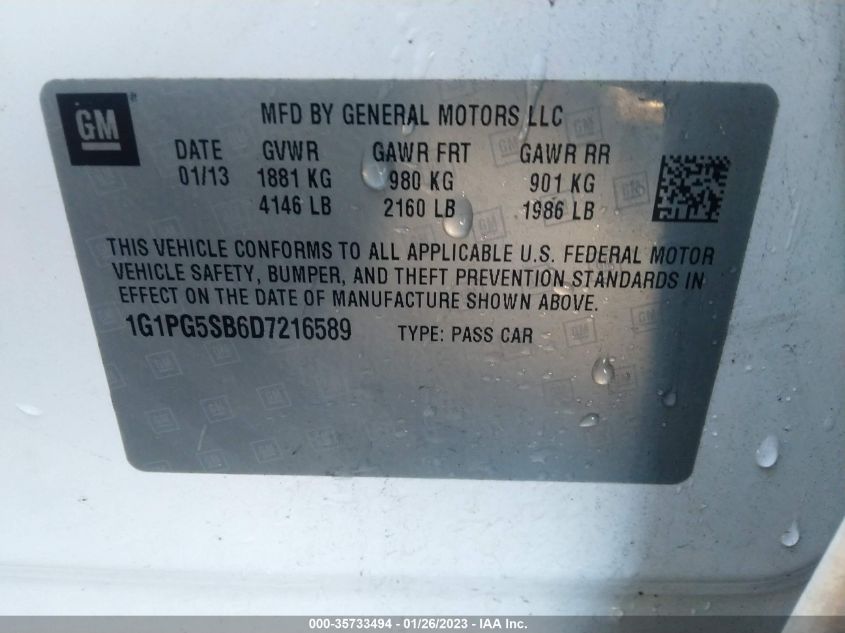 GM
MFD BY GENERAL MOTORS LLC
DATE GVWR GAWR FRT GAWR RR
01/13 1881 KG 980 KG 901 KG
4146 LB 2160 LB 1986 LB
THIS VEHICLE CONFORMS TO ALL APPLICABLE U.S. FEDERAL MOTOR
VEHICLE SAFETY, BUMPER, AND THEFT PREVENTION STANDARDS IN
EFFECT ON THE DATE OF MANUFACTURE SHOWN ABOVE.
1G1PG5SB6D7216589 TYPE: PASS CAR
000-35733494 - 01/26/2023 - IAA Inc.